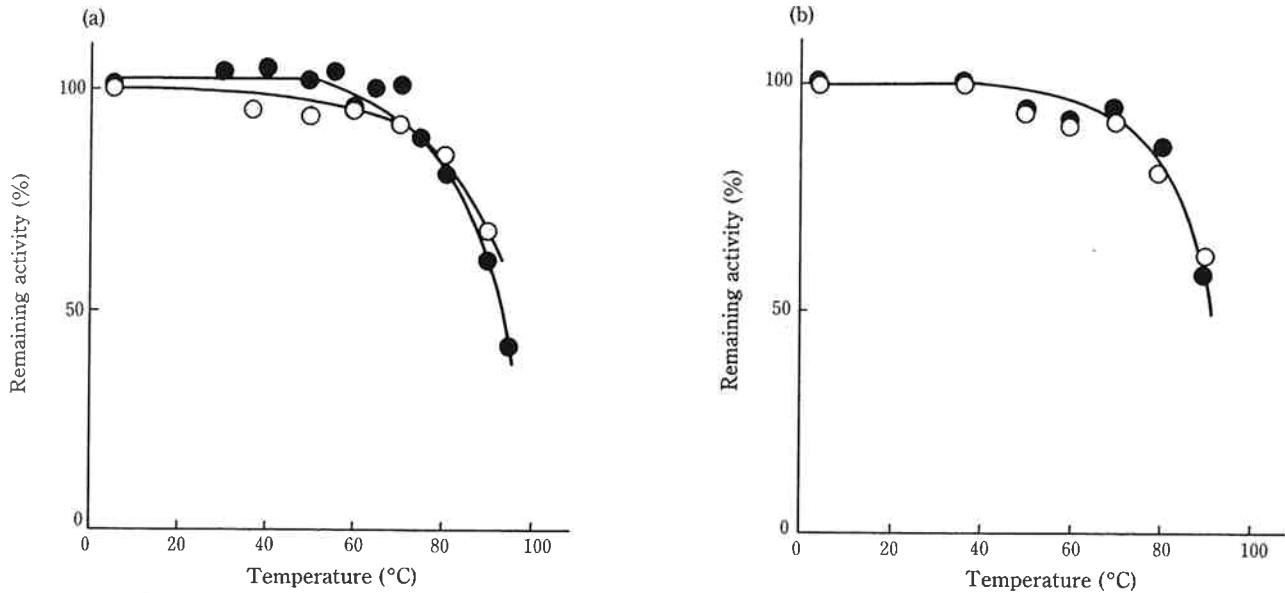 (a)
Remaining activity (%)
100
50
0
0 20 40 60 80 100
Temperature (°C)
(b)
Remaining activity (%)
100
50
0
0 20 40 60 80 100
Temperature (°C)